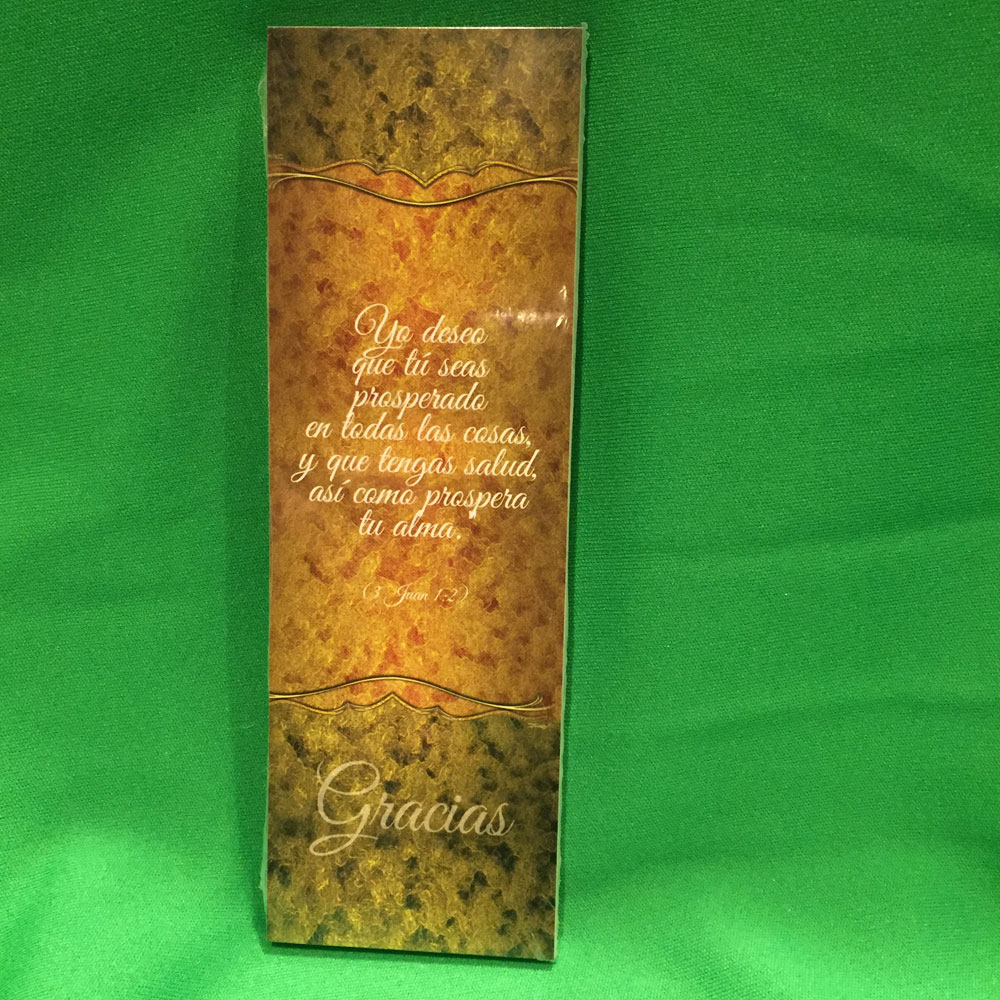 Yo deseo
que tú seas
prosperado
en todas las cosas,
y que tengas salud,
así como prospera
tu alma."
(3 Juan 1:2)
Gracias